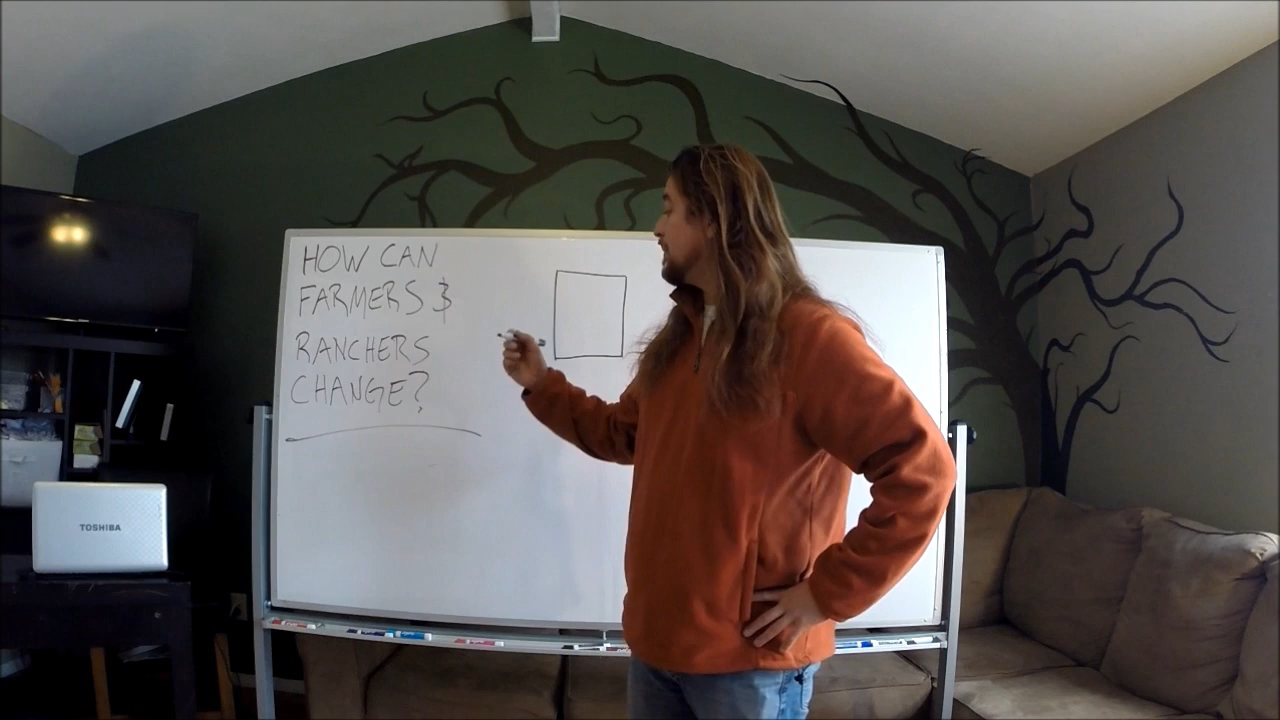 HOW CAN
FARMERS &
RANCHERS
CHANGE?
TOSHIBA